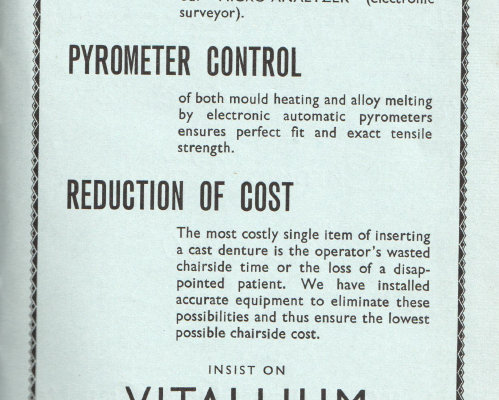 surveyor).
PYROMETER CONTROL
of both mould heating and alloy melting
by electronic automatic pyrometers
ensures perfect fit and exact tensile
strength.
REDUCTION OF COST
The most costly single item of inserting
a cast denture is the operator's wasted
chairside time or the loss of a disap-
pointed patient. We have installed
accurate equipment to eliminate these
possibilities and thus ensure the lowest
possible chairside cost.
INSIST ON
VITALLIUM